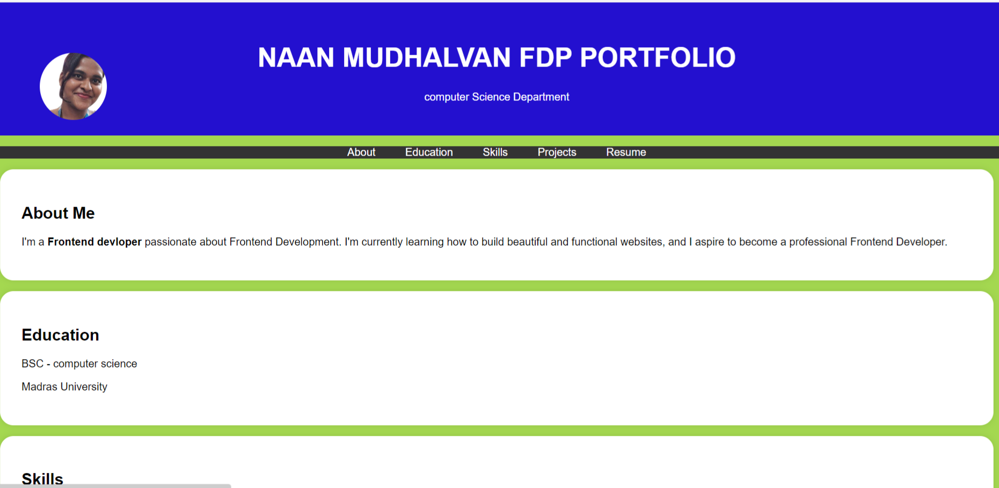 NAAN MUDHALVAN FDP PORTFOLIO
computer Science Department
About Education Skills Projects Resume
About Me
I'm a Frontend devloper passionate about Frontend Development. I'm currently learning how to build beautiful and functional websites, and I aspire to become a professional Frontend Developer.
Education
BSC - computer science
Madras University
Skills